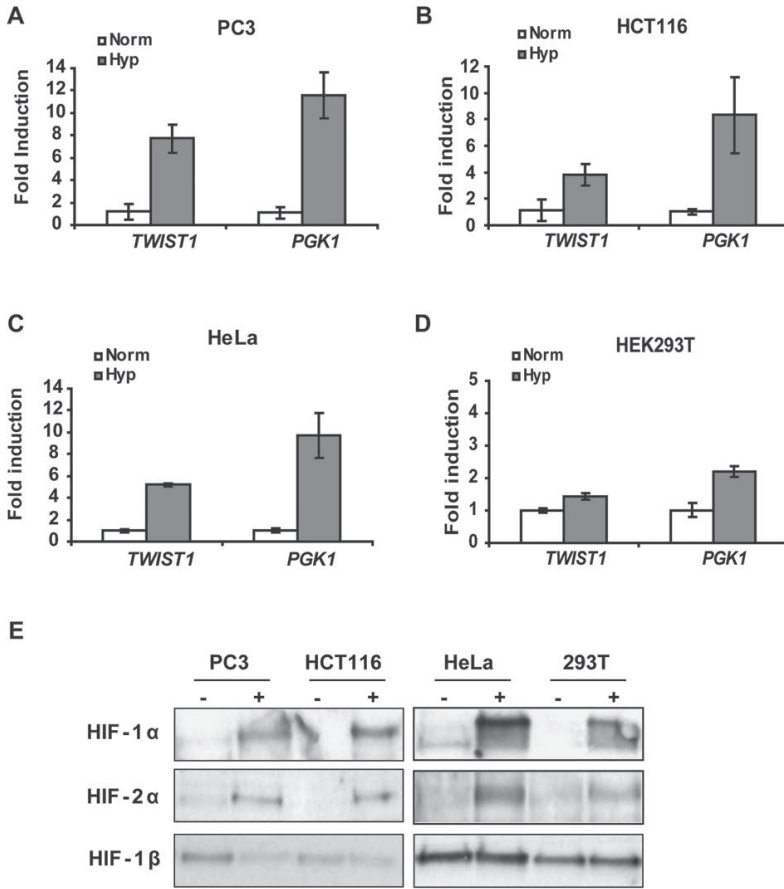 A
PC3
Norm
Hyp
Fold Induction
14
12
10
8
6
4
2
0
TWIST1
PGK1
B
HCT116
Norm
Hyp
Fold induction
12
10
8
6
4
2
0
TWIST1
PGK1
C
HeLa
Norm
Hyp
Fold induction
14
12
10
8
6
4
2
0
TWIST1
PGK1
D
HEK293T
Norm
Hyp
Fold induction
5
4
3
2
1
0
TWIST1
PGK1
E
PC3 HCT116 HeLa 293T
- + - + - + - +
HIF-1α
HIF-2α
HIF-1β